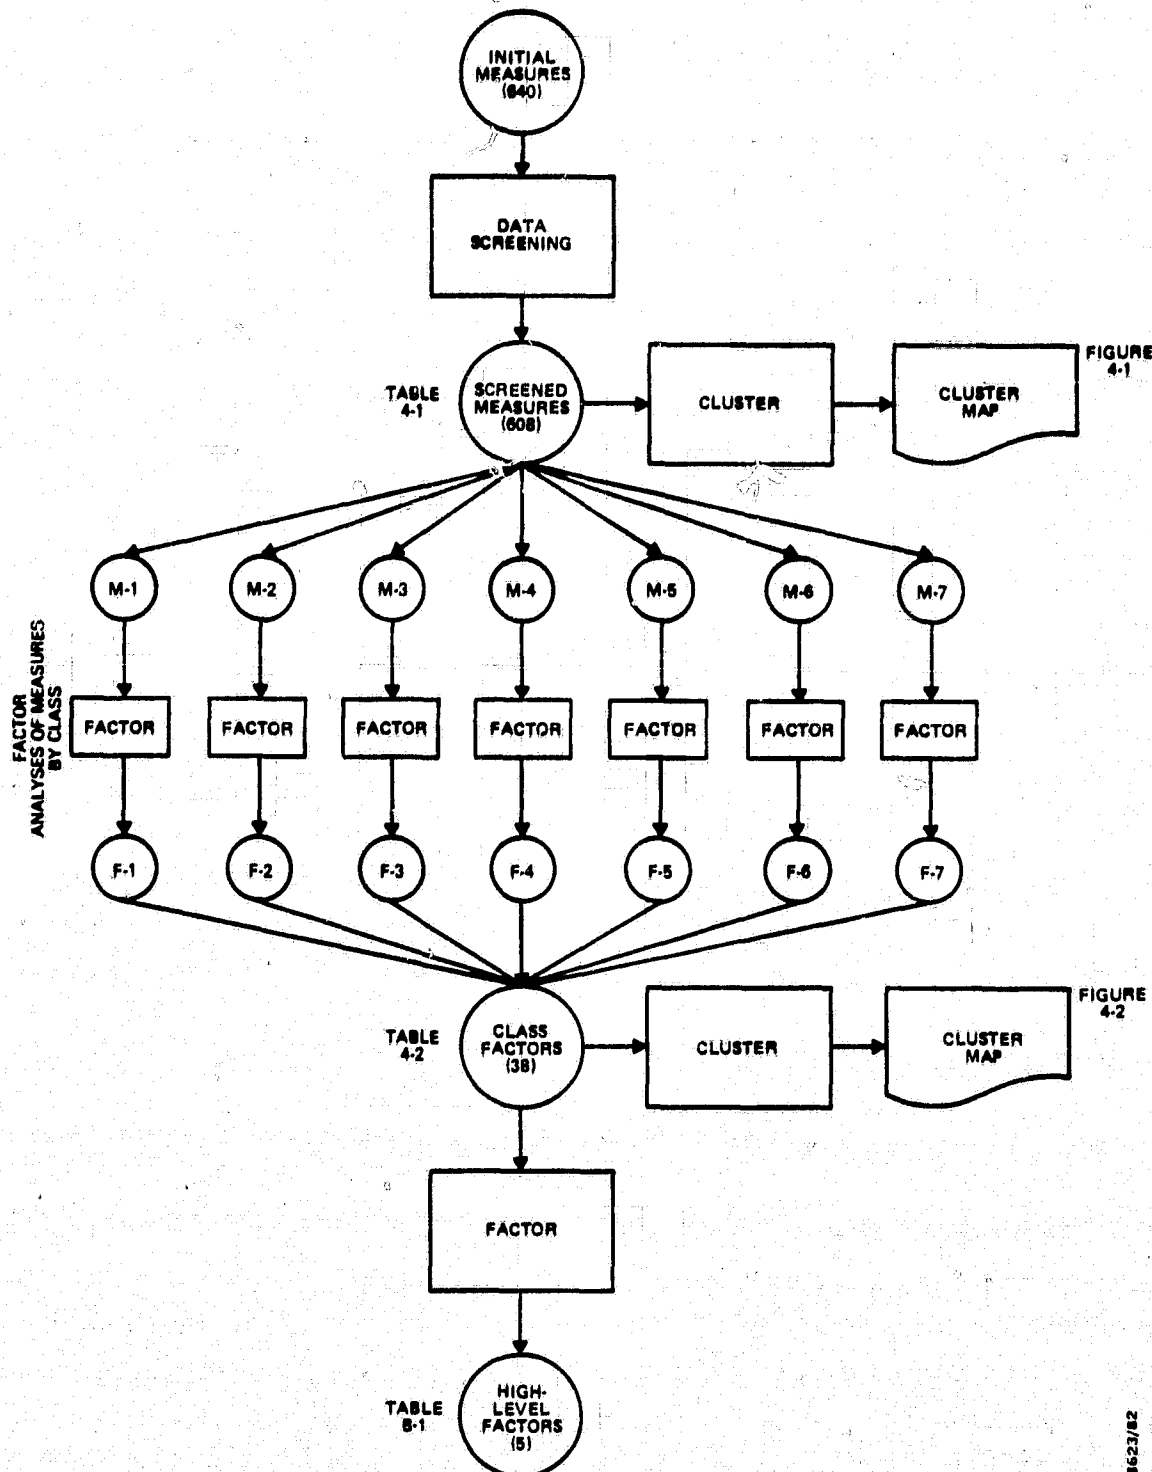 INITIAL
MEASURES
(640)
DATA
SCREENING
TABLE
4-1
SCREENED
MEASURES
(608)
CLUSTER
CLUSTER
MAP
FIGURE
4-1
M-1
M-2
M-3
M-4
M-5
M-6
M-7
FACTOR
ANALYSES OF MEASURES
BY CLASS
FACTOR
FACTOR
FACTOR
FACTOR
FACTOR
FACTOR
FACTOR
F-1
F-2
F-3
F-4
F-5
F-6
F-7
TABLE
4-2
CLASS
FACTORS
(38)
CLUSTER
CLUSTER
MAP
FIGURE
4-2
FACTOR
TABLE
HIGH-
LEVEL
FACTORS
(5)